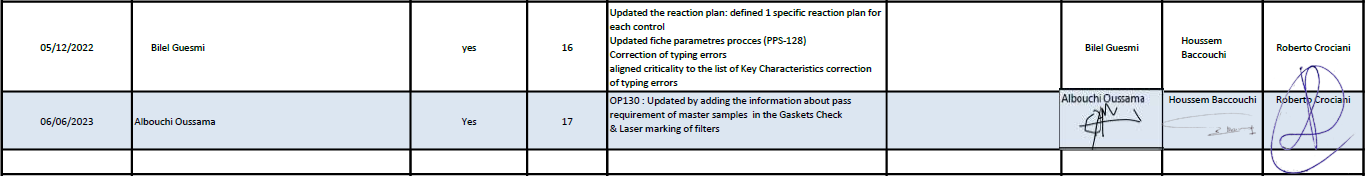 05/12/2022 Bilel Guesmi yes 16 Updated the reaction plan: defined 1 specific reaction plan for
each control
Updated fiche parametres procces (PPS-128)
Correction of typing errors
aligned criticality to the list of Key Characteristics correction
of typing errors
Bilel Guesmi
Houssem
Baccouchi
Roberto Crociani
06/06/2023 Albouchi Oussama Yes 17 OP130 : Updated by adding the information about pass
requirement of master samples in the Gaskets Check
& Laser marking of filters
Albouchi Oussama
Houssem Baccouchi
Roberto Crociani